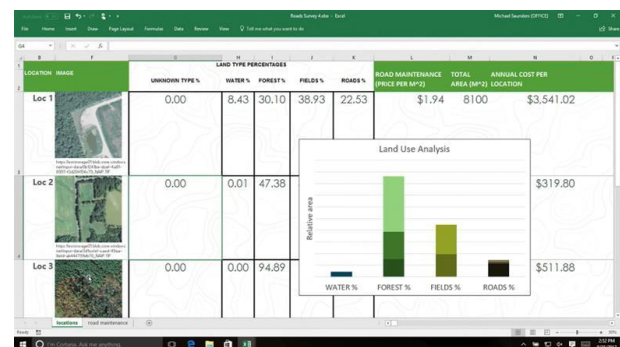 Roads Survey 4.xlsx - Excel
Michael Saunders (OFFICE)
File Home Insert Draw Page Layout Formulas Data Review View Tell me what you want to do
Share
G4
LAND TYPE PERCENTAGES
LOCATION IMAGE UNKNOWN TYPE % WATER % FOREST % FIELDS % ROADS % ROAD MAINTENANCE (PRICE PER M^2) TOTAL AREA (M^2) ANNUAL COST PER LOCATION
Loc 1 0.00 8.43 30.10 38.93 22.53 $1.94 8100 $3,541.02
Loc 2 0.00 0.01 47.38 $319.80
Loc 3 0.00 0.00 94.89 $511.88
Land Use Analysis
Relative area
WATER % FOREST % FIELDS % ROADS %
locations road maintenance
Ready
I'm Cortana. Ask me anything.
2:52 PM